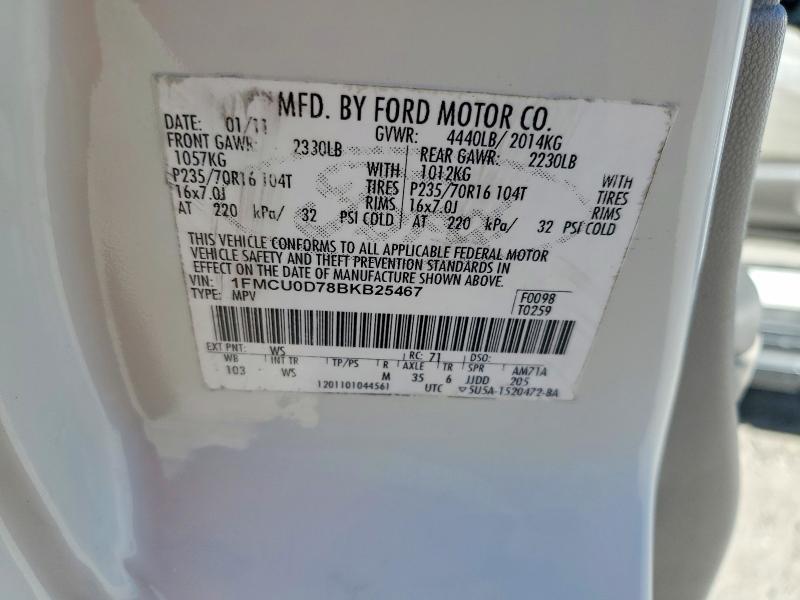 MFD. BY FORD MOTOR CO.
DATE: 01/11 GVWR: 4440LB/ 2014KG
FRONT GAWR: 2330LB REAR GAWR: 2230LB
1057KG WITH 1012KG WITH
P235/70R16 104T TIRES P235/70R16 104T TIRES
16x7.0J RIMS 16x7.0J RIMS
AT 220 kPa/ 32 PSI COLD AT 220 kPa/ 32 PSI COLD
THIS VEHICLE CONFORMS TO ALL APPLICABLE FEDERAL MOTOR
VEHICLE SAFETY AND THEFT PREVENTION STANDARDS IN
EFFECT ON THE DATE OF MANUFACTURE SHOWN ABOVE.
VIN: 1FMCU0D78BKB25467 F0098
TYPE: MPV T0259
EXT PNT: WS RC: 71 DSO:
WB INT TR TP/PS R AXLE TR SPR AM71A
103 WS M 35 6 JJDD 205
1201101044561 UTC 5U5A-1520472-BA